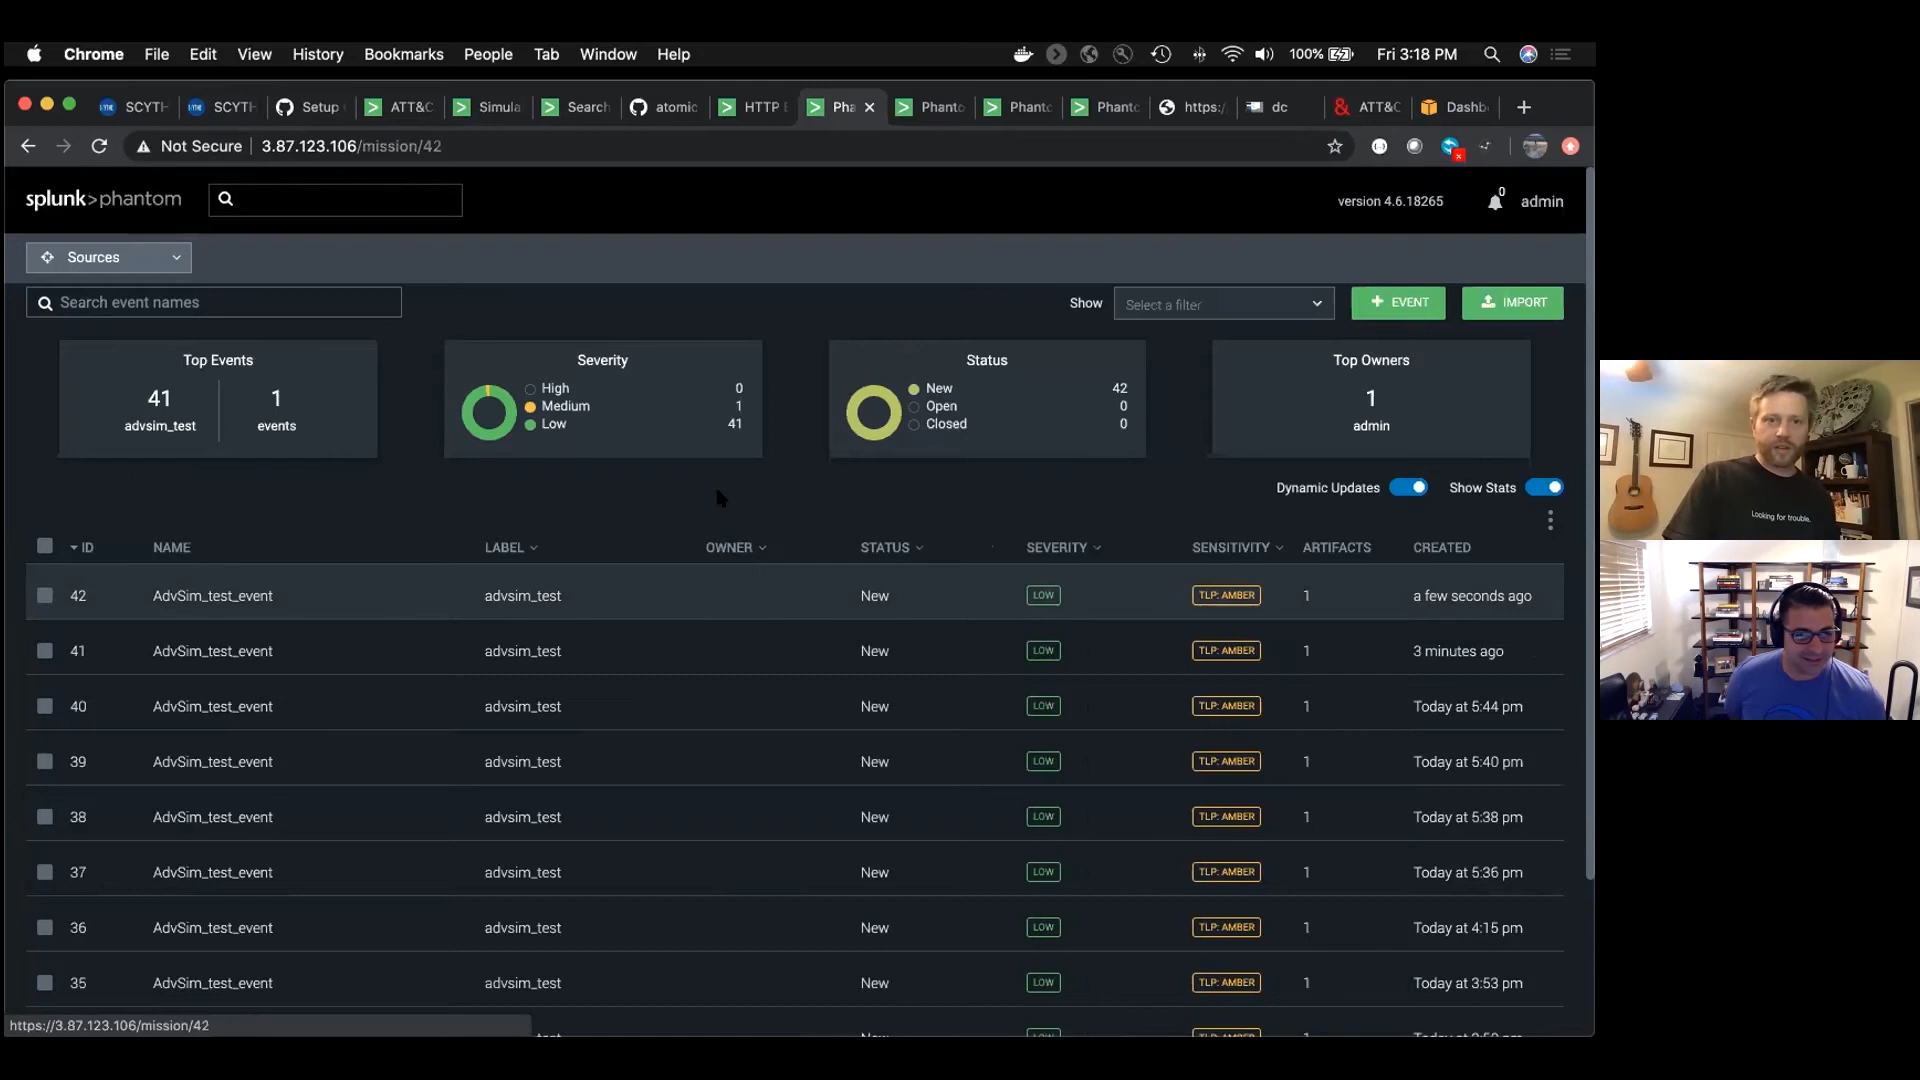 Chrome File Edit View History Bookmarks People Tab Window Help 100% Fri 3:18 PM
SCYTH SCYTH Setup ATT&C Simula Search atomic HTTP E Pha Phanto Phanto Phanto https:/ dc ATT&C Dashb
Not Secure 3.87.123.106/mission/42
splunk>phantom version 4.6.18265 0 admin
Sources
Search event names Show Select a filter + EVENT IMPORT
Top Events Severity Status Top Owners
41 1 High 0 New 42 1
advsim_test events Medium 1 Open 0 admin
Low 41 Closed 0
Dynamic Updates Show Stats
ID NAME LABEL OWNER STATUS SEVERITY SENSITIVITY ARTIFACTS CREATED
42 AdvSim_test_event advsim_test New LOW TLP: AMBER 1 a few seconds ago
41 AdvSim_test_event advsim_test New LOW TLP: AMBER 1 3 minutes ago
40 AdvSim_test_event advsim_test New LOW TLP: AMBER 1 Today at 5:44 pm
39 AdvSim_test_event advsim_test New LOW TLP: AMBER 1 Today at 5:40 pm
38 AdvSim_test_event advsim_test New LOW TLP: AMBER 1 Today at 5:38 pm
37 AdvSim_test_event advsim_test New LOW TLP: AMBER 1 Today at 5:36 pm
36 AdvSim_test_event advsim_test New LOW TLP: AMBER 1 Today at 4:15 pm
35 AdvSim_test_event advsim_test New LOW TLP: AMBER 1 Today at 3:53 pm
https://3.87.123.106/mission/42
Looking for trouble.